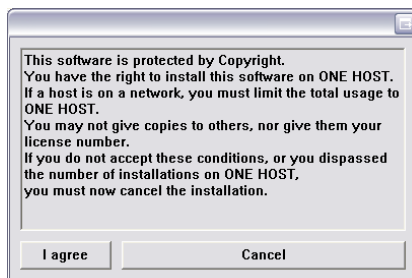 This software is protected by Copyright.
You have the right to install this software on ONE HOST.
If a host is on a network, you must limit the total usage to
ONE HOST.
You may not give copies to others, nor give them your
license number.
If you do not accept these conditions, or you dispassed
the number of installations on ONE HOST,
you must now cancel the installation.
I agree
Cancel